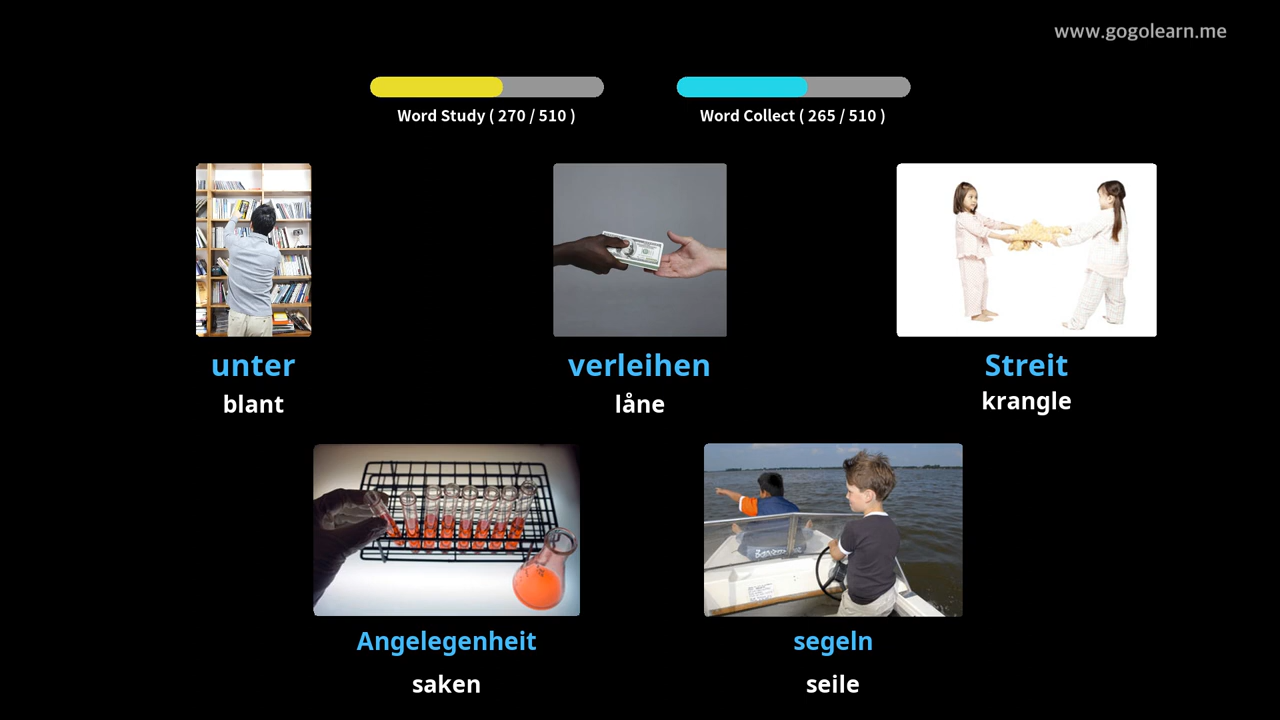 www.gogolearn.me
Word Study ( 270 / 510 )
Word Collect ( 265 / 510 )
unter
blant
verleihen
låne
Streit
krangle
Angelegenheit
saken
segeln
seile